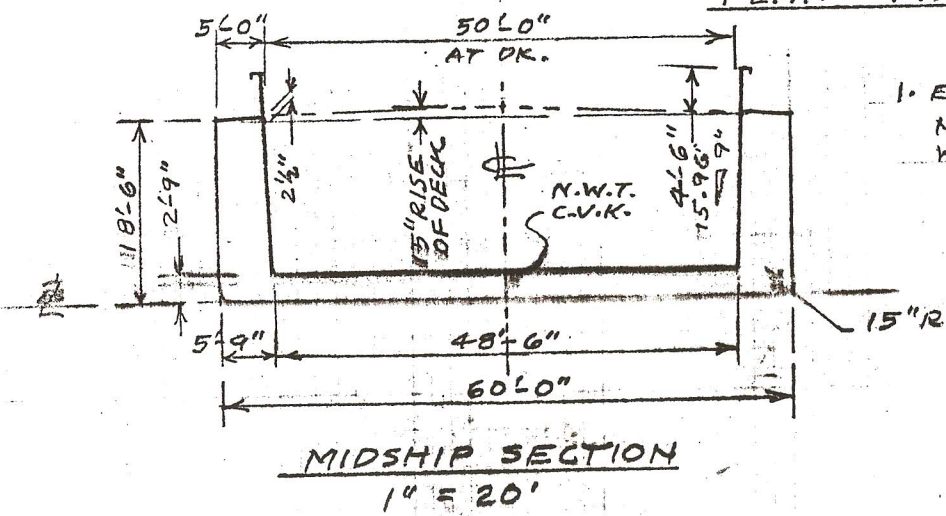 5'-0"
50'-0"
AT DK.
1.
2½"
15" RISE
OF DECK
4'-6"
15.96
9"
N.W.T.
C.V.K.
18'-6"
2'-9"
15" R
5'-9"
48'-6"
60'-0"
MIDSHIP SECTION
1" = 20'